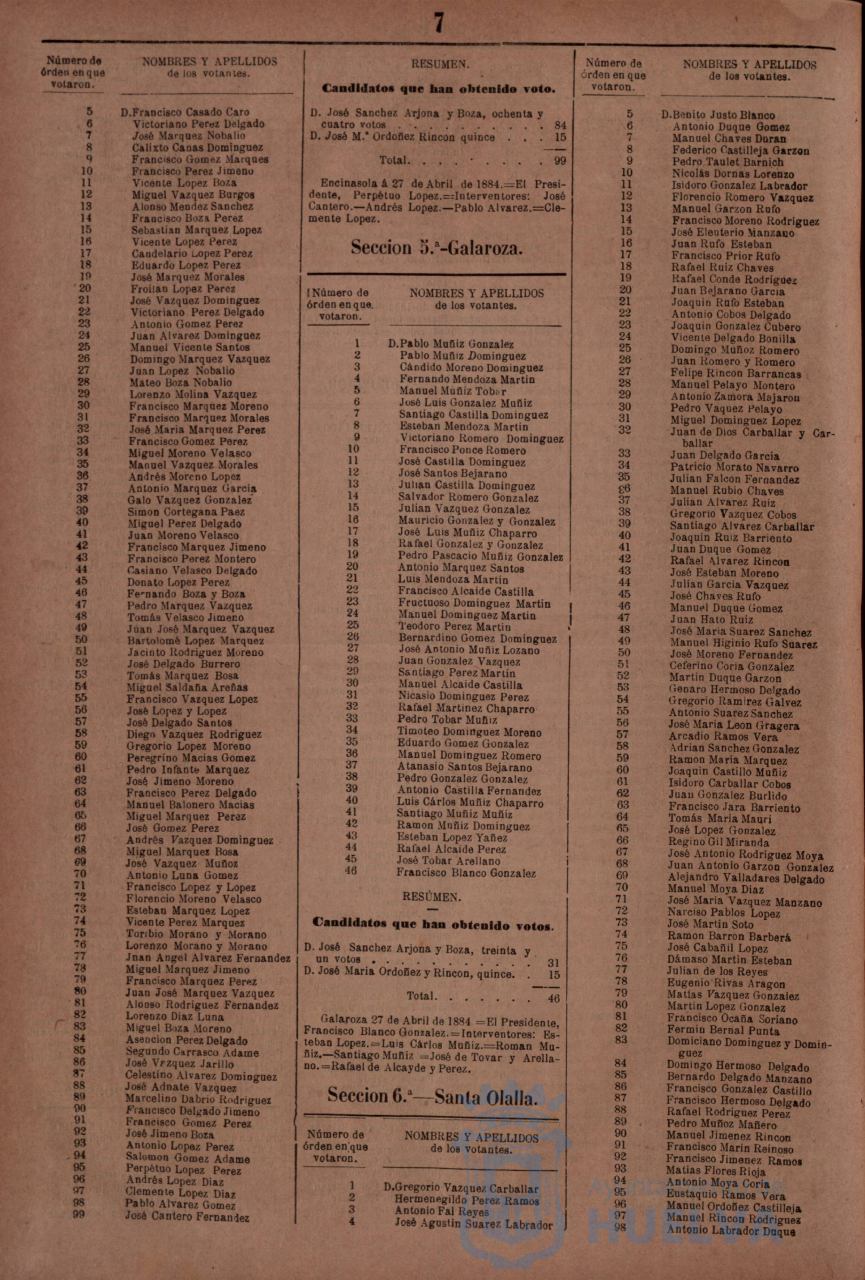 7
Número de
órden en que
votaron.
NOMBRES Y APELLIDOS
de los votantes.
5 D. Francisco Casado Caro
6 Victoriano Perez Delgado
7 José Marquez Nobalio
8 Calixto Canas Dominguez
9 Francisco Gomez Marques
10 Francisco Perez Jimeno
11 Vicente Lopez Boza
12 Miguel Vazquez Burgos
13 Alonso Mendez Sanchez
14 Francisco Boza Perez
15 Sebastian Marquez Lopez
16 Vicente Lopez Perez
17 Candelario Lopez Perez
18 Eduardo Lopez Perez
19 José Marquez Morales
20 Froilan Lopez Perez
21 José Vazquez Dominguez
22 Victoriano Perez Delgado
23 Antonio Gomez Perez
24 Juan Alvarez Dominguez
25 Manuel Vicente Santos
26 Domingo Marquez Vazquez
27 Juan Lopez Nobalio
28 Mateo Boza Nobalio
29 Lorenzo Molina Vazquez
30 Francisco Marquez Moreno
31 Francisco Marquez Morales
32 José Maria Marquez Perez
33 Francisco Gomez Perez
34 Miguel Moreno Velasco
35 Manuel Vazquez Morales
36 Andrés Moreno Lopez
37 Antonio Marquez Garcia
38 Galo Vazquez Gonzalez
39 Simon Cortegana Paez
40 Miguel Perez Delgado
41 Juan Moreno Velasco
42 Francisco Marquez Jimeno
43 Francisco Perez Montero
44 Casiano Velasco Delgado
45 Donato Lopez Perez
46 Fernando Boza y Boza
47 Pedro Marquez Vazquez
48 Tomás Velasco Jimeno
49 Juan José Marquez Vazquez
50 Bartolomé Lopez Marquez
51 Jacinto Rodriguez Moreno
52 José Delgado Burrero
53 Tomás Marquez Bosa
54 Miguel Saldaña Areñas
55 Francisco Vazquez Lopez
56 José Lopez y Lopez
57 José Delgado Santos
58 Diego Vazquez Rodriguez
59 Gregorio Lopez Moreno
60 Peregrino Macias Gomez
61 Pedro Infante Marquez
62 José Jimeno Moreno
63 Francisco Perez Delgado
64 Manuel Balonero Macias
65 Miguel Marquez Perez
66 José Gomez Perez
67 Andrés Vazquez Dominguez
68 Miguel Marquez Bosa
69 José Vazquez Muñoz
70 Antonio Luna Gomez
71 Francisco Lopez y Lopez
72 Florencio Moreno Velasco
73 Esteban Marquez Lopez
74 Vicente Perez Marquez
75 Toribio Morano y Morano
76 Lorenzo Morano y Morano
77 Jnan Angel Alvarez Fernandez
78 Miguel Marquez Jimeno
79 Francisco Marquez Perez
80 Juan José Marquez Vazquez
81 Alonso Rodriguez Fernandez
82 Lorenzo Diaz Luna
83 Miguel Boza Moreno
84 Asencion Perez Delgado
85 Segundo Carrasco Adame
86 José Vazquez Jarillo
87 Celestino Alvarez Dominguez
88 José Adnate Vazquez
89 Marcelino Dabrio Rodriguez
90 Francisco Delgado Jimeno
91 Francisco Gomez Perez
92 José Jimeno Boza
93 Antonio Lopez Perez
94 Salomon Gomez Adame
95 Perpétuo Lopez Perez
96 Andrés Lopez Diaz
97 Clemente Lopez Diaz
98 Pablo Alvarez Gomez
99 José Cantero Fernandez
RESUMEN.
Candidatos que han obtenido voto.
D. José Sanchez Arjona y Boza, ochenta y
cuatro votos . . . . . . . . . . 84
D. José M.ª Ordoñez Rincon quince . . . 15
Total. . . . . . . . . 99
Encinasola á 27 de Abril de 1884.=El Presi-
dente, Perpétuo Lopez.=Interventores: José
Cantero.—Andrés Lopez.—Pablo Alvarez.=Cle-
mente Lopez.
Seccion 5.ª-Galaroza.
Número de
órden en que
votaron.
NOMBRES Y APELLIDOS
de los votantes.
1 D. Pablo Muñiz Gonzalez
2 Pablo Muñiz Dominguez
3 Cándido Moreno Dominguez
4 Fernando Mendoza Martin
5 Manuel Muñiz Tobar
6 José Luis Gonzalez Muñiz
7 Santiago Castilla Dominguez
8 Esteban Mendoza Martin
9 Victoriano Romero Dominguez
10 Francisco Ponce Romero
11 José Castilla Dominguez
12 José Santos Bejarano
13 Julian Castilla Dominguez
14 Salvador Romero Gonzalez
15 Julian Vazquez Gonzalez
16 Mauricio Gonzalez y Gonzalez
17 José Luis Muñiz Chaparro
18 Rafael Gonzalez y Gonzalez
19 Pedro Pascacio Muñiz Gonzalez
20 Antonio Marquez Santos
21 Luis Mendoza Martin
22 Francisco Alcaide Castilla
23 Fructuoso Dominguez Martin
24 Manuel Dominguez Martin
25 Teodoro Perez Martin
26 Bernardino Gomez Dominguez
27 José Antonio Muñiz Lozano
28 Juan Gonzalez Vazquez
29 Santiago Perez Martin
30 Manuel Alcaide Castilla
31 Nicasio Dominguez Perez
32 Rafael Martinez Chaparro
33 Pedro Tobar Muñiz
34 Timoteo Dominguez Moreno
35 Eduardo Gomez Gonzalez
36 Manuel Dominguez Romero
37 Atanasio Santos Bejarano
38 Pedro Gonzalez Gonzalez
39 Antonio Castilla Fernandez
40 Luis Cárlos Muñiz Chaparro
41 Santiago Muñiz Muñiz
42 Ramon Muñiz Dominguez
43 Esteban Lopez Yañez
44 Rafael Alcaide Perez
45 José Tobar Arellano
46 Francisco Blanco Gonzalez
RESÚMEN.
Candidatos que han obtenido votos.
D. José Sanchez Arjona y Boza, treinta y
un votos . . . . . . . . . . . 31
D. José Maria Ordoñez y Rincon, quince. . 15
Total. . . . . . . 46
Galaroza 27 de Abril de 1884.=El Presidente,
Francisco Blanco Gonzalez.=Interventores: Es-
teban Lopez.=Luis Cárlos Muñiz.=Roman Mu-
ñiz.—Santiago Muñiz =José de Tovar y Arella-
no.=Rafael de Alcayde y Perez.
Seccion 6.ª—Santa Olalla.
Número de
órden en que
votaron.
NOMBRES Y APELLIDOS
de los votantes.
1 D. Gregorio Vazquez Carballar
2 Hermenegildo Perez Ramos
3 Antonio Fal Reyes
4 José Agustin Suarez Labrador
Número de
órden en que
votaron.
NOMBRES Y APELLIDOS
de los votantes.
5 D. Benito Justo Blanco
6 Antonio Duque Gomez
7 Manuel Chaves Duran
8 Federico Castilleja Garzon
9 Pedro Taulet Barnich
10 Nicolás Dornas Lorenzo
11 Isidoro Gonzalez Labrador
12 Florencio Romero Vazquez
13 Manuel Garzon Rufo
14 Francisco Moreno Rodriguez
15 José Eleuterio Manzano
16 Juan Rufo Esteban
17 Francisco Prior Rufo
18 Rafael Ruiz Chaves
19 Rafael Conde Rodriguez
20 Juan Bejarano Garcia
21 Joaquin Rufo Esteban
22 Antonio Cobos Delgado
23 Joaquin Gonzalez Cubero
24 Vicente Delgado Bonilla
25 Domingo Muñoz Romero
26 Juan Romero y Romero
27 Felipe Rincon Barrancas
28 Manuel Pelayo Montero
29 Antonio Zamora Majaron
30 Pedro Vaquez Pelayo
31 Miguel Dominguez Lopez
32 Juan de Dios Carballar y Car-
ballar
33 Juan Delgado Garcia
34 Patricio Morato Navarro
35 Julian Falcon Fernandez
36 Manuel Rubio Chaves
37 Julian Alvarez Ruiz
38 Gregorio Vazquez Cobos
39 Santiago Alvarez Carballar
40 Joaquin Ruiz Barriento
41 Juan Duque Gomez
42 Rafael Alvarez Rincon
43 José Esteban Moreno
44 Julian Garcia Vazquez
45 José Chaves Rufo
46 Manuel Duque Gomez
47 Juan Hato Ruiz
48 José Maria Suarez Sanchez
49 Manuel Higinio Rufo Suarez
50 José Moreno Fernandez
51 Ceferino Coria Gonzalez
52 Martin Duque Garzon
53 Genaro Hermoso Delgado
54 Gregorio Ramirez Galvez
55 Antonio Suarez Sanchez
56 José Maria Leon Gragera
57 Arcadio Ramos Vera
58 Adrian Sanchez Gonzalez
59 Ramon Maria Marquez
60 Joaquin Castillo Muñiz
61 Isidoro Carballar Cobos
62 Juan Gonzalez Burlido
63 Francisco Jara Barriento
64 Tomás Maria Mauri
65 José Lopez Gonzalez
66 Regino Gil Miranda
67 José Antonio Rodriguez Moya
68 Juan Antonio Garzon Gonzalez
69 Alejandro Valladares Delgado
70 Manuel Moya Diaz
71 José Maria Vazquez Manzano
72 Narciso Pablos Lopez
73 José Martin Soto
74 Ramon Barron Barberá
75 José Cabañil Lopez
76 Dámaso Martin Esteban
77 Julian de los Reyes
78 Eugenio Rivas Aragon
79 Matias Vazquez Gonzalez
80 Martin Lopez Gonzalez
81 Francisco Ocaña Soriano
82 Fermin Bernal Punta
83 Domiciano Dominguez y Domin-
guez
84 Domingo Hermoso Delgado
85 Bernardo Delgado Manzano
86 Francisco Gonzalez Castillo
87 Francisco Hermoso Delgado
88 Rafael Rodriguez Perez
89 Pedro Muñoz Mañero
90 Manuel Jimenez Rincon
91 Francisco Marin Reinoso
92 Francisco Jimenez Ramos
93 Matias Flores Rioja
94 Antonio Moya Coria
95 Eustaquio Ramos Vera
96 Manuel Ordoñez Castilleja
97 Manuel Rincon Rodriguez
98 Antonio Labrador Duque